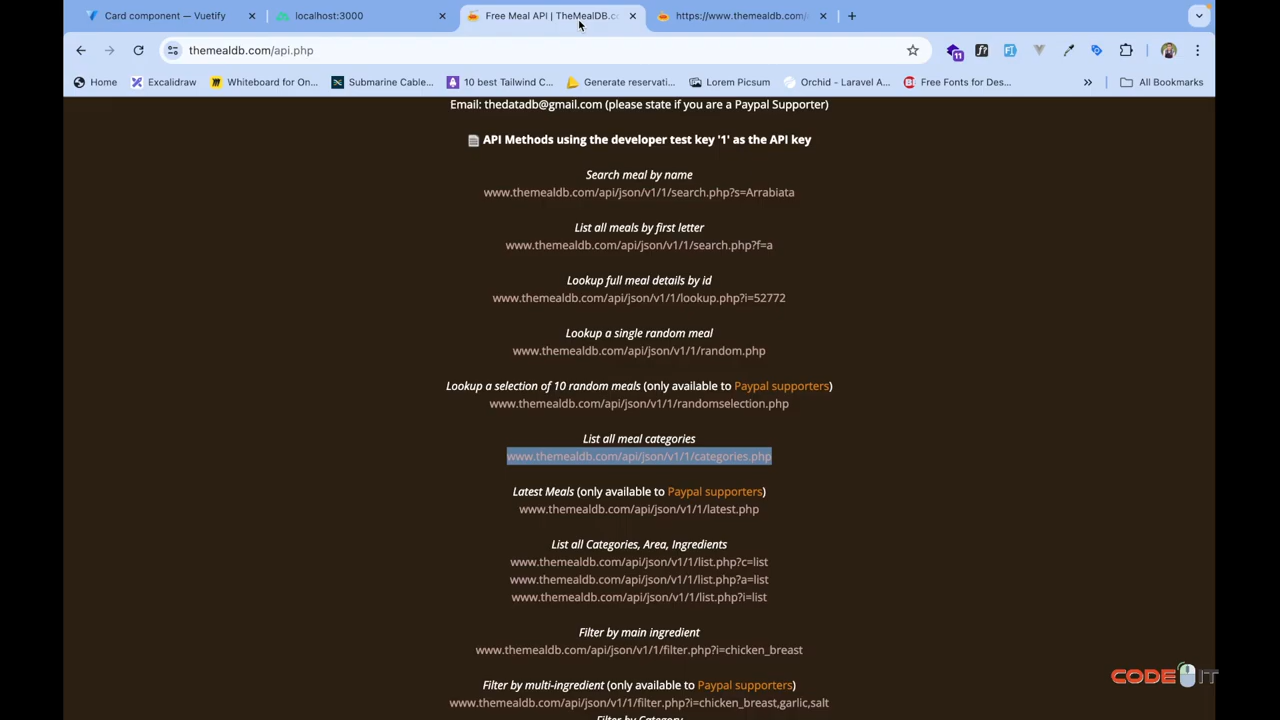 Card component — Vuetify
localhost:3000
Free Meal API | TheMealDB.co
https://www.themealdb.com/
themealdb.com/api.php
11
Home
Excalidraw
Whiteboard for On...
Submarine Cable...
10 best Tailwind C...
Generate reservati...
Lorem Picsum
Orchid - Laravel A...
Free Fonts for Des...
»
All Bookmarks
Email: thedatadb@gmail.com (please state if you are a Paypal Supporter)
API Methods using the developer test key '1' as the API key
Search meal by name
www.themealdb.com/api/json/v1/1/search.php?s=Arrabiata
List all meals by first letter
www.themealdb.com/api/json/v1/1/search.php?f=a
Lookup full meal details by id
www.themealdb.com/api/json/v1/1/lookup.php?i=52772
Lookup a single random meal
www.themealdb.com/api/json/v1/1/random.php
Lookup a selection of 10 random meals (only available to Paypal supporters)
www.themealdb.com/api/json/v1/1/randomselection.php
List all meal categories
www.themealdb.com/api/json/v1/1/categories.php
Latest Meals (only available to Paypal supporters)
www.themealdb.com/api/json/v1/1/latest.php
List all Categories, Area, Ingredients
www.themealdb.com/api/json/v1/1/list.php?c=list
www.themealdb.com/api/json/v1/1/list.php?a=list
www.themealdb.com/api/json/v1/1/list.php?i=list
Filter by main ingredient
www.themealdb.com/api/json/v1/1/filter.php?i=chicken_breast
Filter by multi-ingredient (only available to Paypal supporters)
www.themealdb.com/api/json/v1/1/filter.php?i=chicken_breast,garlic,salt
Filter by Category
CODE IT